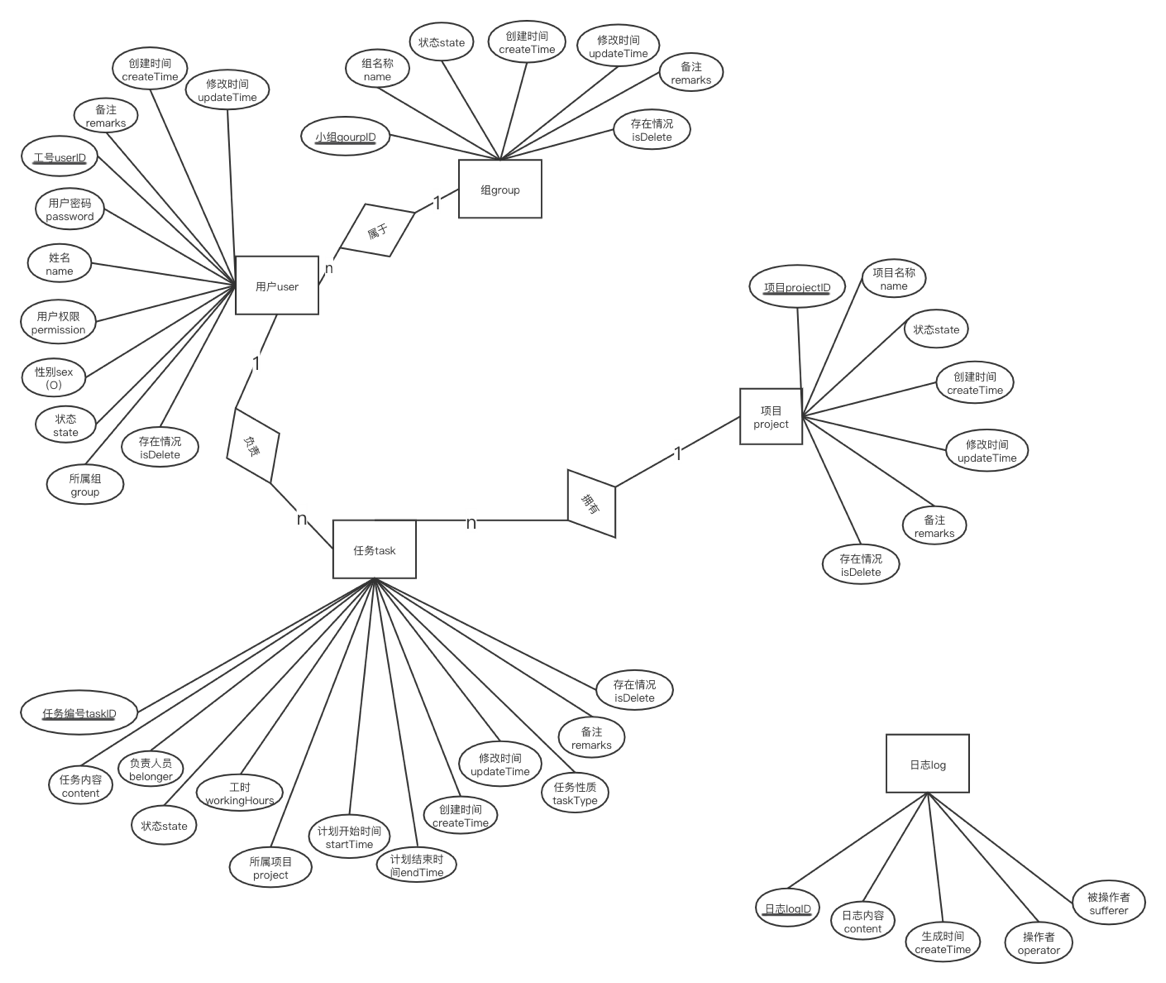 状态state
创建时间
createTime
修改时间
updateTime
组名称
name
备注
remarks
小组gourpID
存在情况
isDelete
组group
创建时间
createTime
修改时间
updateTime
备注
remarks
工号userID
用户密码
password
姓名
name
用户权限
permission
性别sex
(O)
状态
state
所属组
group
存在情况
isDelete
用户user
属于
1
n
1
负责
n
任务task
n
拥有
1
项目
project
项目projectID
项目名称
name
状态state
创建时间
createTime
修改时间
updateTime
备注
remarks
存在情况
isDelete
任务编号taskID
任务内容
content
负责人员
belonger
状态state
工时
workingHours
所属项目
project
计划开始时间
startTime
计划结束时
间endTime
创建时间
createTime
修改时间
updateTime
任务性质
taskType
备注
remarks
存在情况
isDelete
日志log
日志logID
日志内容
content
生成时间
createTime
操作者
operator
被操作者
sufferer